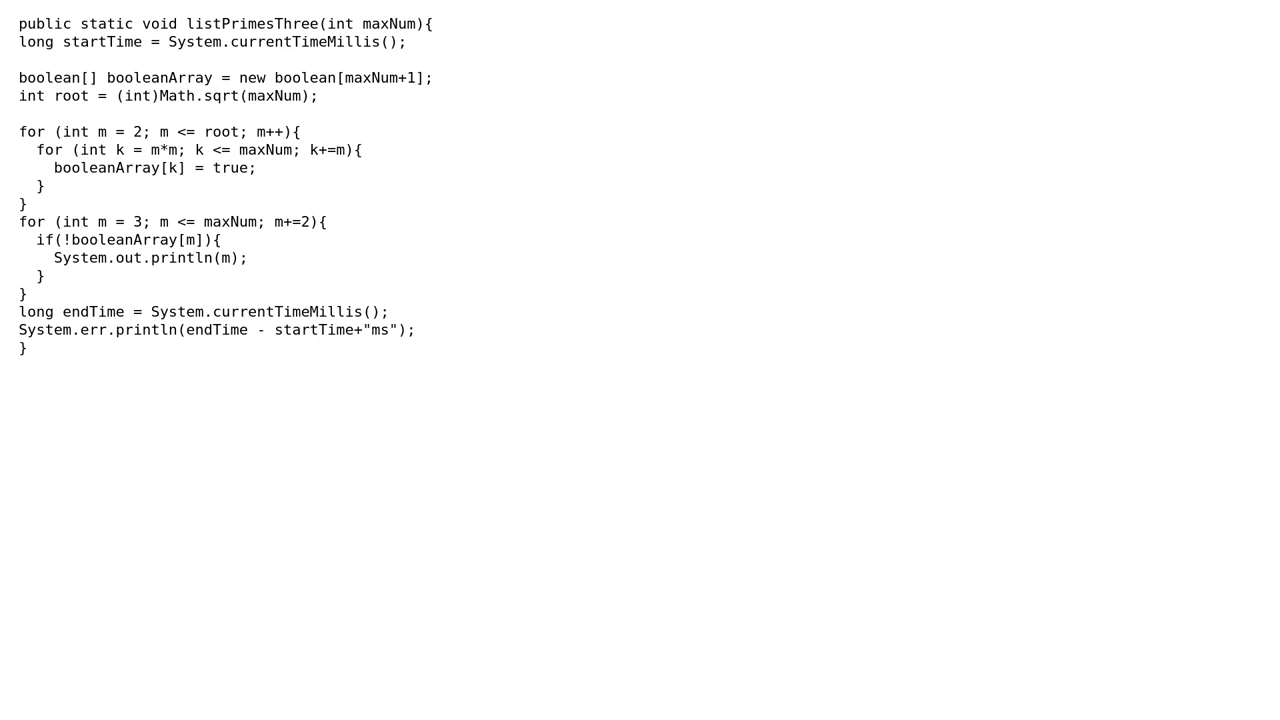 public static void listPrimesThree(int maxNum){
long startTime = System.currentTimeMillis();

boolean[] booleanArray = new boolean[maxNum+1];
int root = (int)Math.sqrt(maxNum);

for (int m = 2; m <= root; m++){
  for (int k = m*m; k <= maxNum; k+=m){
    booleanArray[k] = true;
  }
}
for (int m = 3; m <= maxNum; m+=2){
  if(!booleanArray[m]){
    System.out.println(m);
  }
}
long endTime = System.currentTimeMillis();
System.err.println(endTime - startTime+"ms");
}